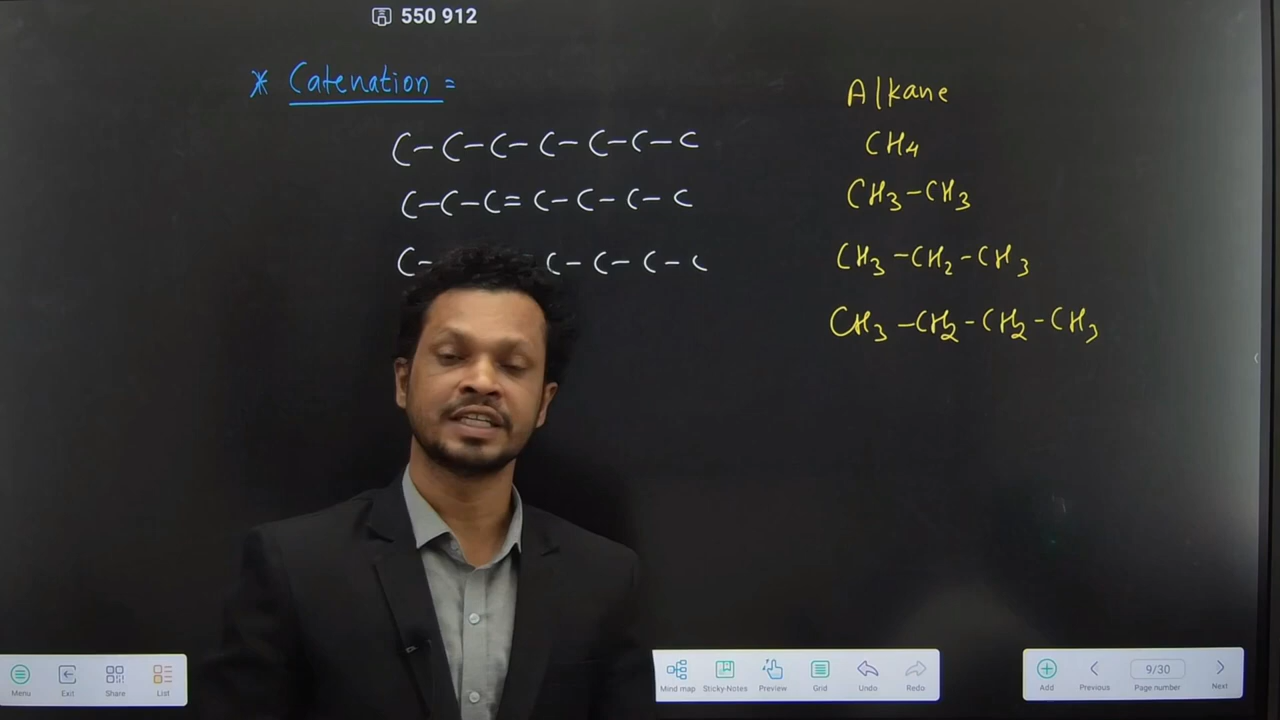 550 912
* Catenation =
C-C-C-C-C-C-C
C-C-C=C-C-C-C
C- C-C-C-C
Alkane
CH4
CH3-CH3
CH3-CH2-CH3
CH3-CH2-CH2-CH3
Menu Exit Share List
Mind map Sticky-Notes Preview Grid Undo Redo
Add Previous 9/30 Page number Next